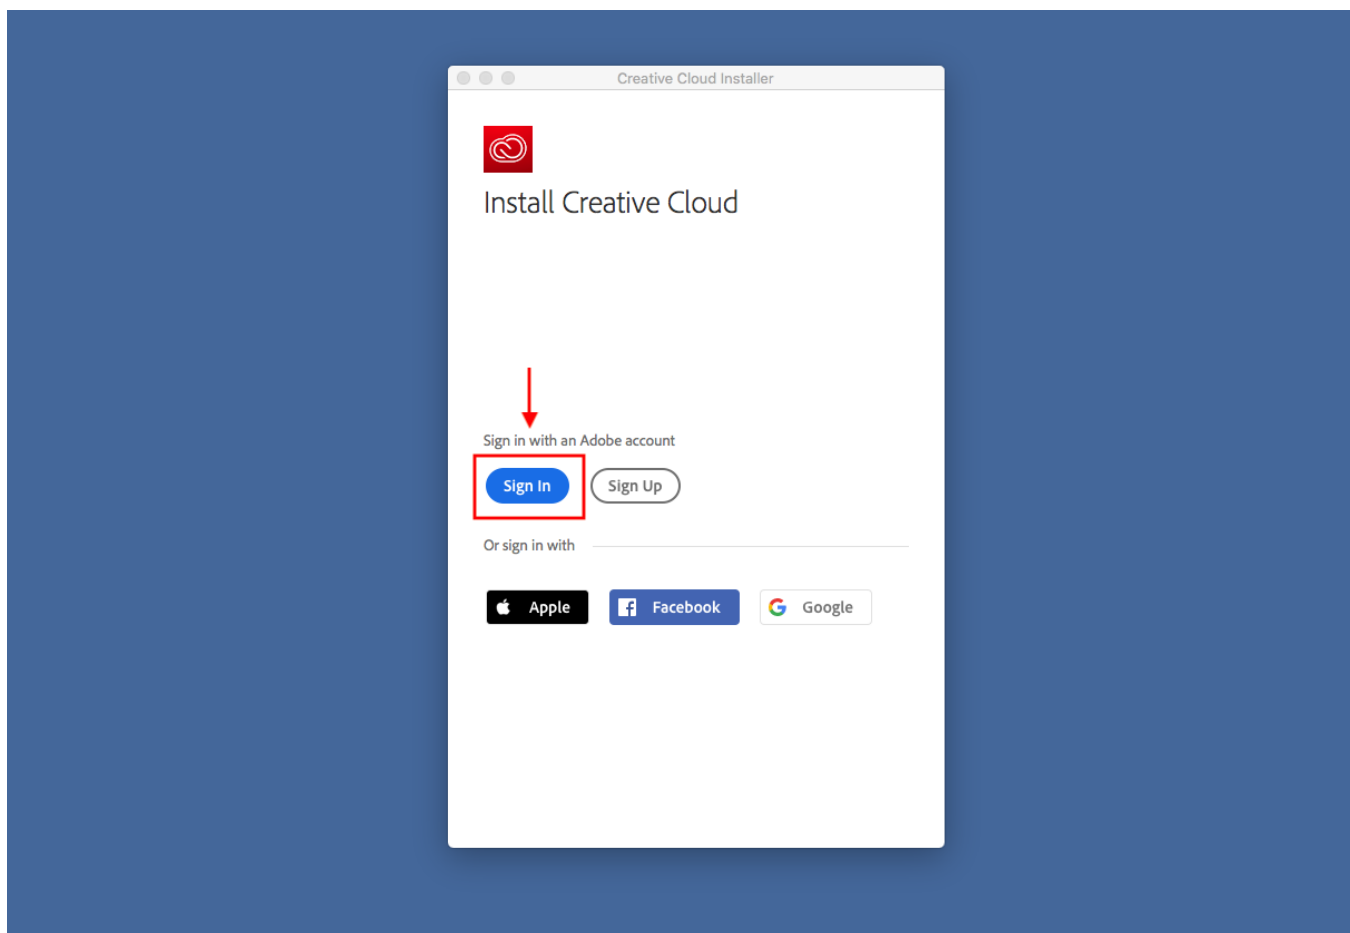 Creative Cloud Installer
Install Creative Cloud
Sign in with an Adobe account
Sign In Sign Up
Or sign in with
Apple Facebook Google